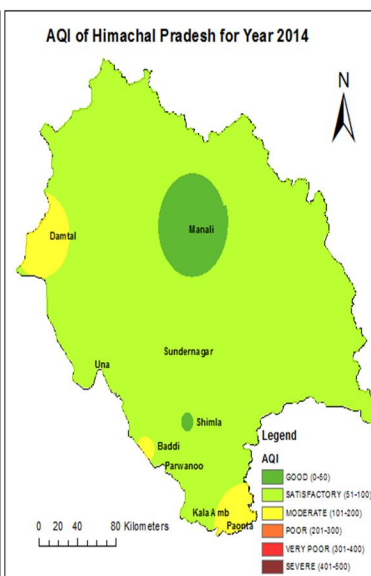 AQI of Himachal Pradesh for Year 2014
N
Damtal
Manali
Sundernagar
Una
Shimla
Baddi
Parwanoo
Kala Amb
Paonta
0 20 40 80 Kilometers
Legend
AQI
GOOD (0-50)
SATISFACTORY (51-100)
MODERATE (101-200)
POOR (201-300)
VERY POOR (301-400)
SEVERE (401-500)